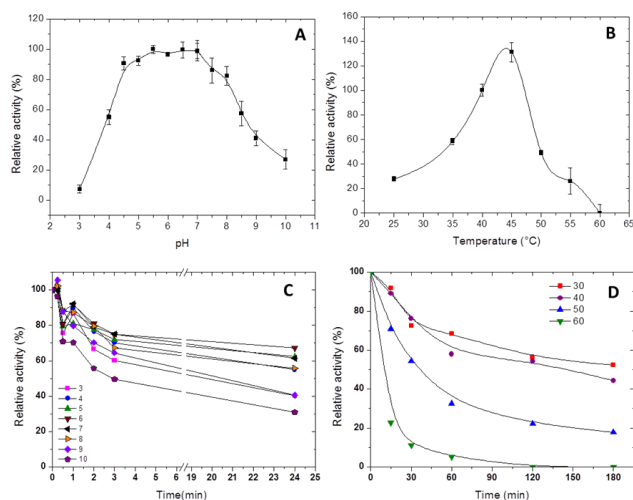 A
Relative activity (%)
120
100
80
60
40
20
0
2 3 4 5 6 7 8 9 10 11
pH
B
Relative activity (%)
160
140
120
100
80
60
40
20
0
20 25 30 35 40 45 50 55 60 65
Temperature (°C)
C
Relative activity(%)
100
80
60
40
20
0
3
4
5
6
7
8
9
10
0 1 2 3 4 5 6 19 20 21 22 23 24 25
Time(min)
D
Relative activity (%)
100
80
60
40
20
0
30
40
50
60
0 30 60 90 120 150 180
Time (min)